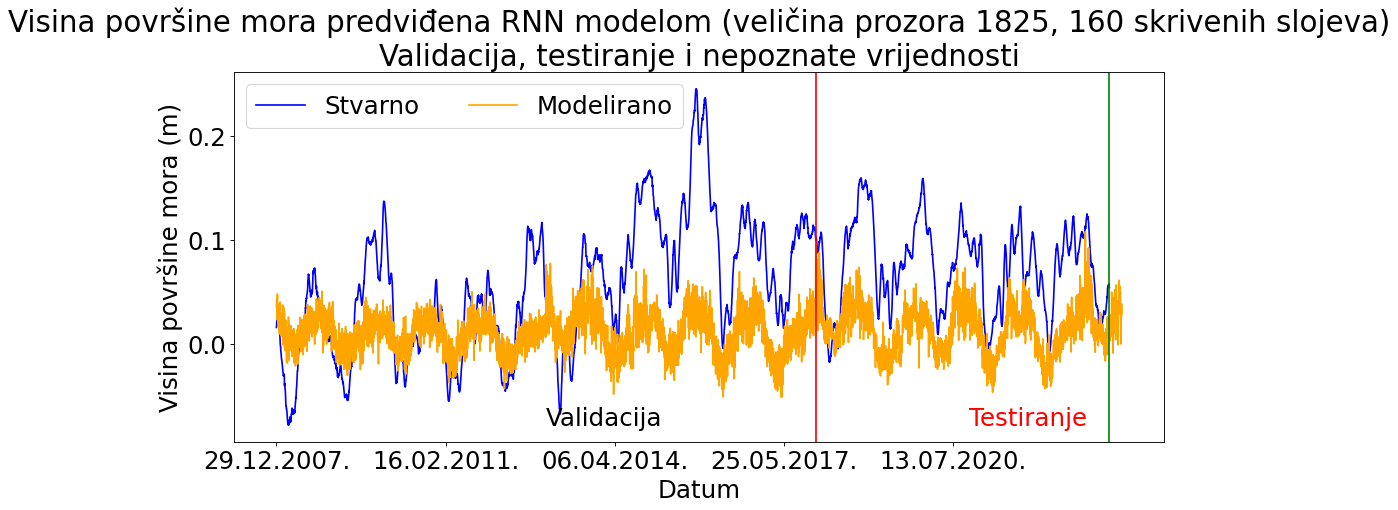 Visina površine mora predviđena RNN modelom (veličina prozora 1825, 160 skrivenih slojeva)
Validacija, testiranje i nepoznate vrijednosti
Stvarno
Modelirano
Visina površine mora (m)
0.2
0.1
0.0
Validacija
Testiranje
29.12.2007.
16.02.2011.
06.04.2014.
25.05.2017.
13.07.2020.
Datum